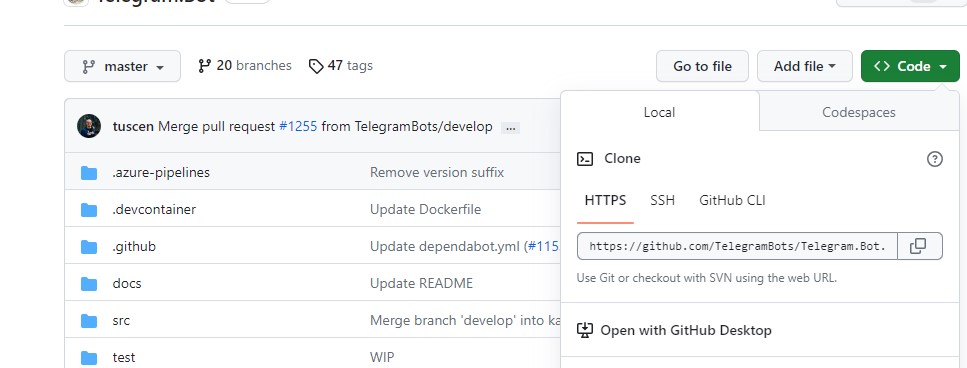 Telegram.Bot
master
20 branches
47 tags
Go to file
Add file
Code
tuscen Merge pull request #1255 from TelegramBots/develop ...
Local
Codespaces
.azure-pipelines Remove version suffix
Clone
.devcontainer Update Dockerfile
HTTPS SSH GitHub CLI
.github Update dependabot.yml (#115
https://github.com/TelegramBots/Telegram.Bot.
docs Update README
Use Git or checkout with SVN using the web URL.
src Merge branch 'develop' into ka
Open with GitHub Desktop
test WIP